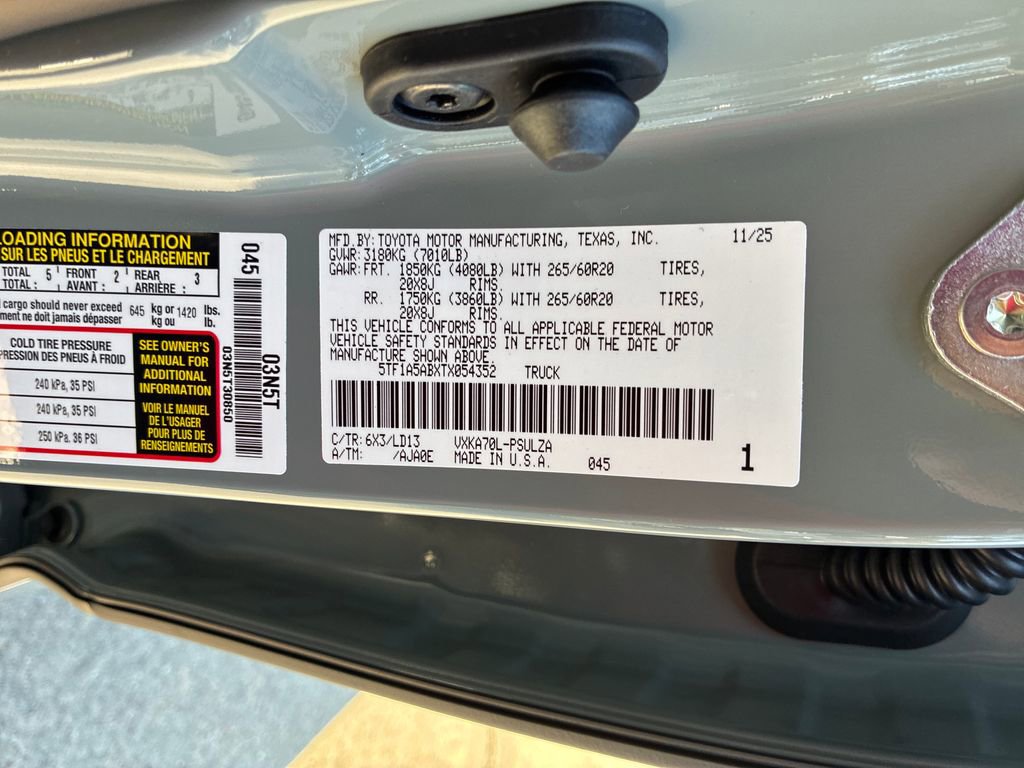 LOADING INFORMATION
SUR LES PNEUS ET LE CHARGEMENT
TOTAL 5 FRONT 2 REAR 3
TOTAL : AVANT : ARRIÈRE :
cargo should never exceed 645 kg or 1420 lbs.
ne doit jamais dépasser kg ou lb.
COLD TIRE PRESSURE
DES PNEUS À FROID
240 kPa, 35 PSI
240 kPa, 35 PSI
250 kPa, 36 PSI
SEE OWNER'S
MANUAL FOR
ADDITIONAL
INFORMATION
VOIR LE MANUEL
DE L'USAGER
POUR PLUS DE
RENSEIGNEMENTS
045
03N5T30850
03N5T
MFD.BY:TOYOTA MOTOR MANUFACTURING, TEXAS, INC. 11/25
GVWR:3180KG (7010LB)
GAWR:FRT. 1850KG (4080LB) WITH 265/60R20 TIRES,
20X8J RIMS.
RR. 1750KG (3860LB) WITH 265/60R20 TIRES,
20X8J RIMS.
THIS VEHICLE CONFORMS TO ALL APPLICABLE FEDERAL MOTOR
VEHICLE SAFETY STANDARDS IN EFFECT ON THE DATE OF
MANUFACTURE SHOWN ABOVE.
5TF1A5ABXTX054352 TRUCK
C/TR:6X3/LD13 VXKA70L-PSULZA
A/TM: /AJA0E MADE IN U.S.A. 045 1